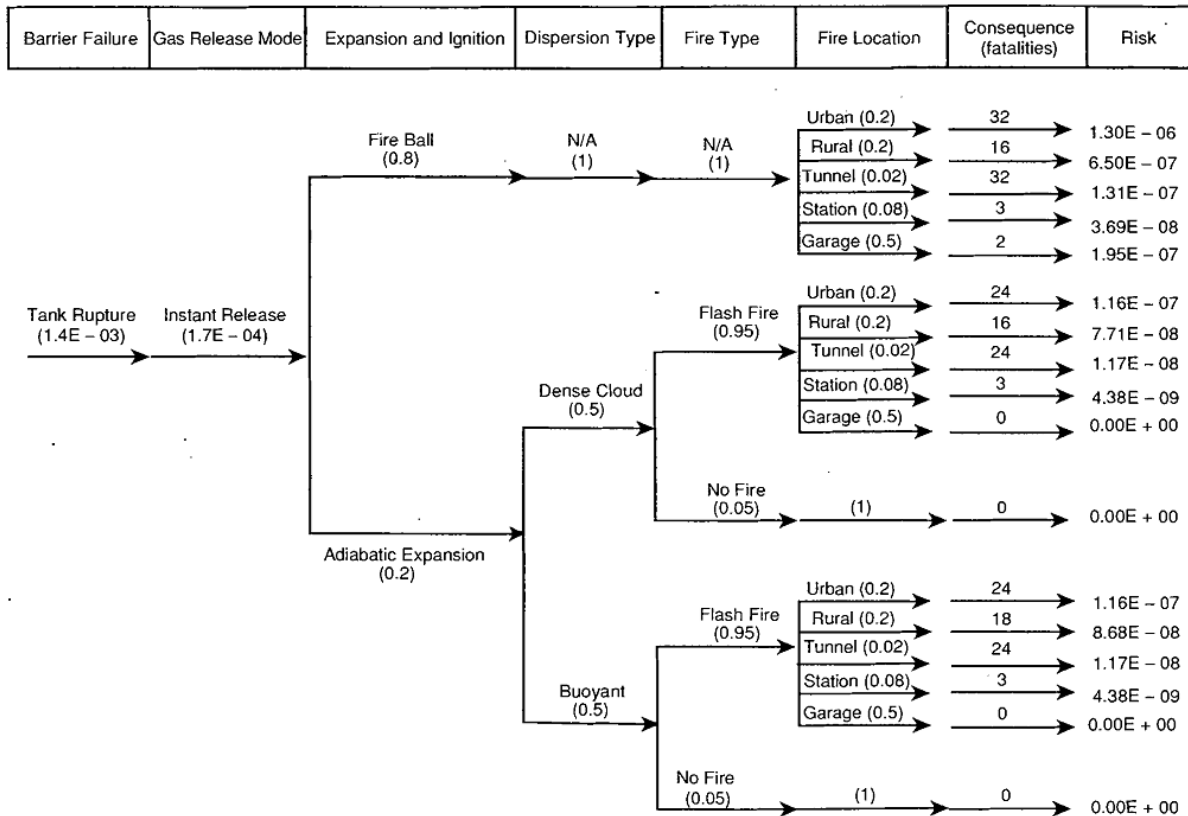 Barrier Failure
Gas Release Mode
Expansion and Ignition
Dispersion Type
Fire Type
Fire Location
Consequence
(fatalities)
Risk
Fire Ball
(0.8)
N/A
(1)
N/A
(1)
Urban (0.2) 32 1.30E – 06
Rural (0.2) 16 6.50E – 07
Tunnel (0.02) 32 1.31E – 07
Station (0.08) 3 3.69E – 08
Garage (0.5) 2 1.95E – 07
Tank Rupture
(1.4E – 03)
Instant Release
(1.7E – 04)
Flash Fire
(0.95)
Urban (0.2) 24 1.16E – 07
Rural (0.2) 16 7.71E – 08
Tunnel (0.02) 24 1.17E – 08
Station (0.08) 3 4.38E – 09
Garage (0.5) 0 0.00E + 00
Dense Cloud
(0.5)
No Fire
(0.05)
(1) 0 0.00E + 00
Adiabatic Expansion
(0.2)
Flash Fire
(0.95)
Urban (0.2) 24 1.16E – 07
Rural (0.2) 18 8.68E – 08
Tunnel (0.02) 24 1.17E – 08
Station (0.08) 3 4.38E – 09
Garage (0.5) 0 0.00E + 00
Buoyant
(0.5)
No Fire
(0.05)
(1) 0 0.00E + 00